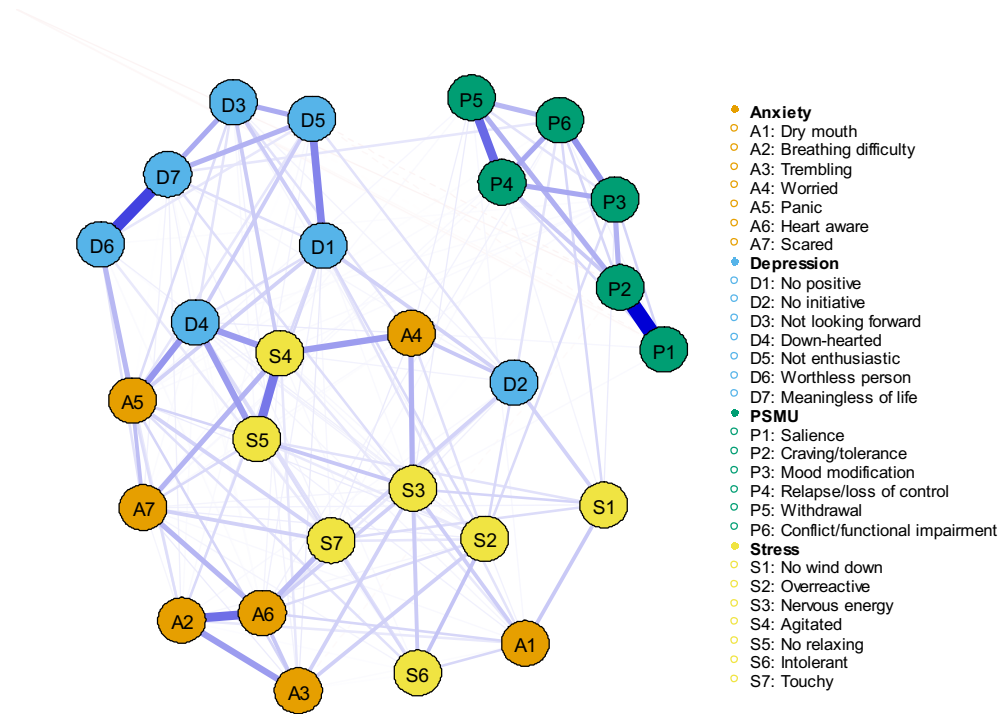 D3
D5
P5
P6
D7
P4
P3
D6
D1
P2
D4
A4
S4
P1
D2
A5
S5
S3
A7
S1
S7
S2
A6
A2
A1
S6
A3
Anxiety
A1: Dry mouth
A2: Breathing difficulty
A3: Trembling
A4: Worried
A5: Panic
A6: Heart aware
A7: Scared
Depression
D1: No positive
D2: No initiative
D3: Not looking forward
D4: Down-hearted
D5: Not enthusiastic
D6: Worthless person
D7: Meaningless of life
PSMU
P1: Salience
P2: Craving/tolerance
P3: Mood modification
P4: Relapse/loss of control
P5: Withdrawal
P6: Conflict/functional impairment
Stress
S1: No wind down
S2: Overreactive
S3: Nervous energy
S4: Agitated
S5: No relaxing
S6: Intolerant
S7: Touchy